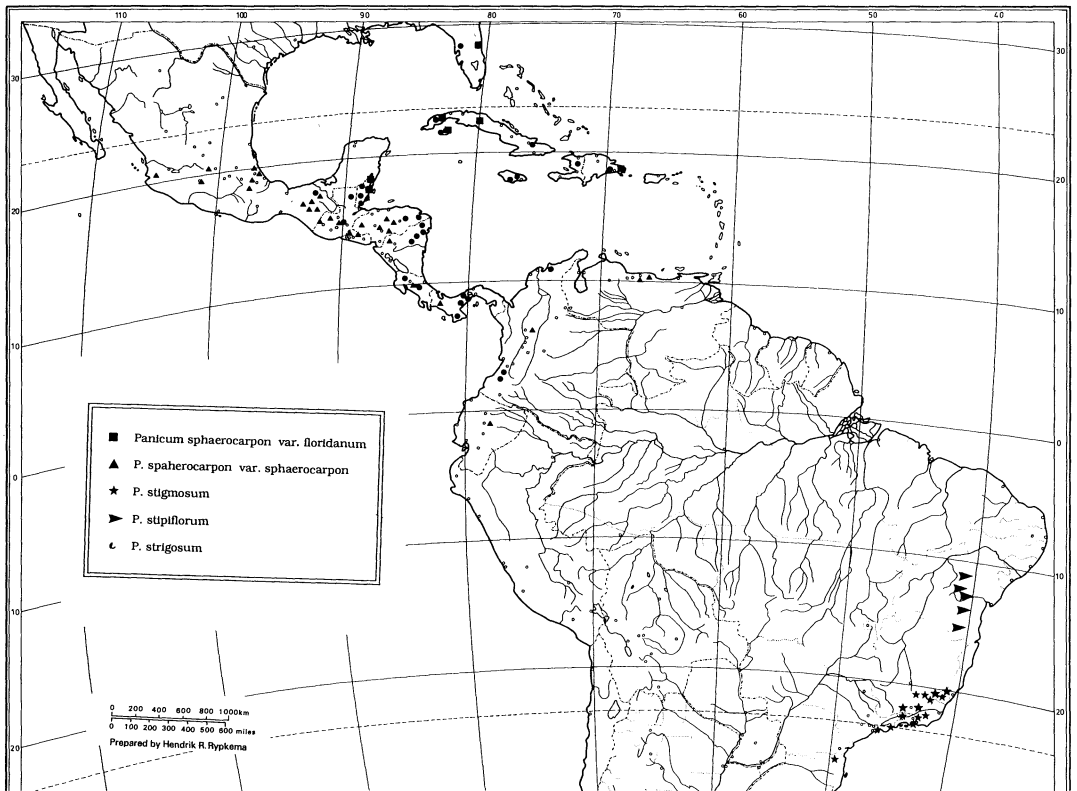 110 100 90 80 70 60 50 40
30 30
20 20
10 10
0 0
10 10
20 20
Panicum sphaerocarpon var. floridanum
P. spaherocarpon var. sphaerocarpon
P. stigmosum
P. stipiflorum
P. strigosum
0 200 400 600 800 1000km
0 100 200 300 400 500 600 miles
Prepared by Hendrik R. Rypkema